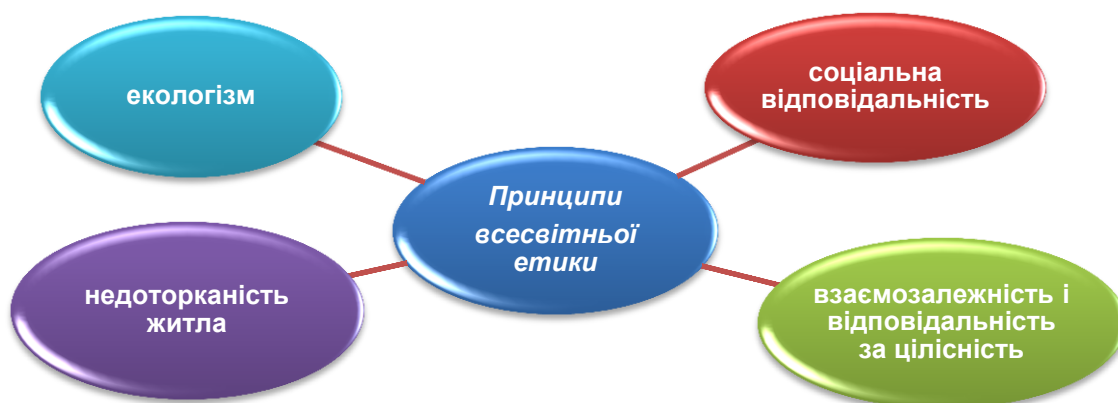 екологізм
соціальна
відповідальність
Принципи
всесвітньої
етики
недоторканість
житла
взаємозалежність і
відповідальність
за цілісність